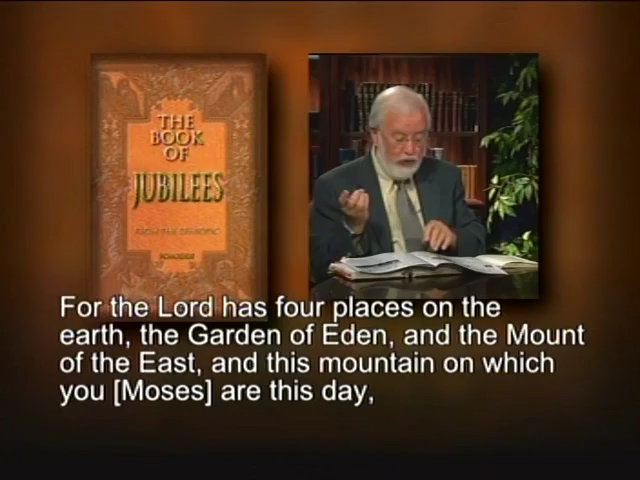 THE
BOOK
OF
JUBILEES
FROM THE ETHIOPIC
For the Lord has four places on the
earth, the Garden of Eden, and the Mount
of the East, and this mountain on which
you [Moses] are this day,